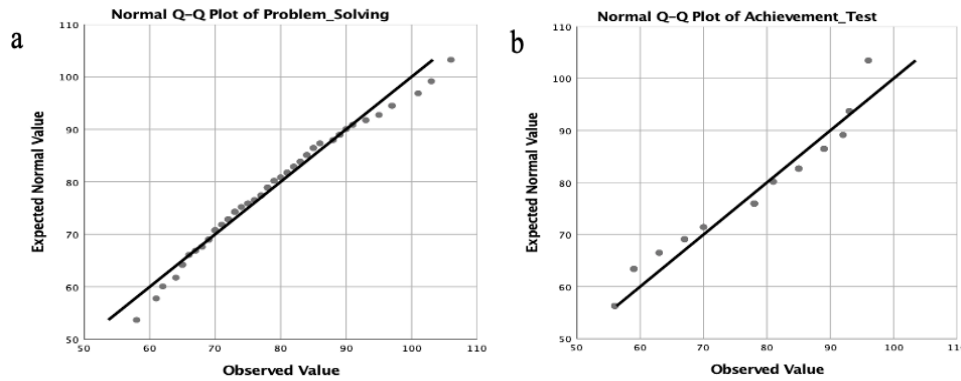 a
Normal Q-Q Plot of Problem_Solving
Expected Normal Value
110
100
90
80
70
60
50
50 60 70 80 90 100 110
Observed Value
b
Normal Q-Q Plot of Achievement_Test
Expected Normal Value
110
100
90
80
70
60
50
50 60 70 80 90 100 110
Observed Value